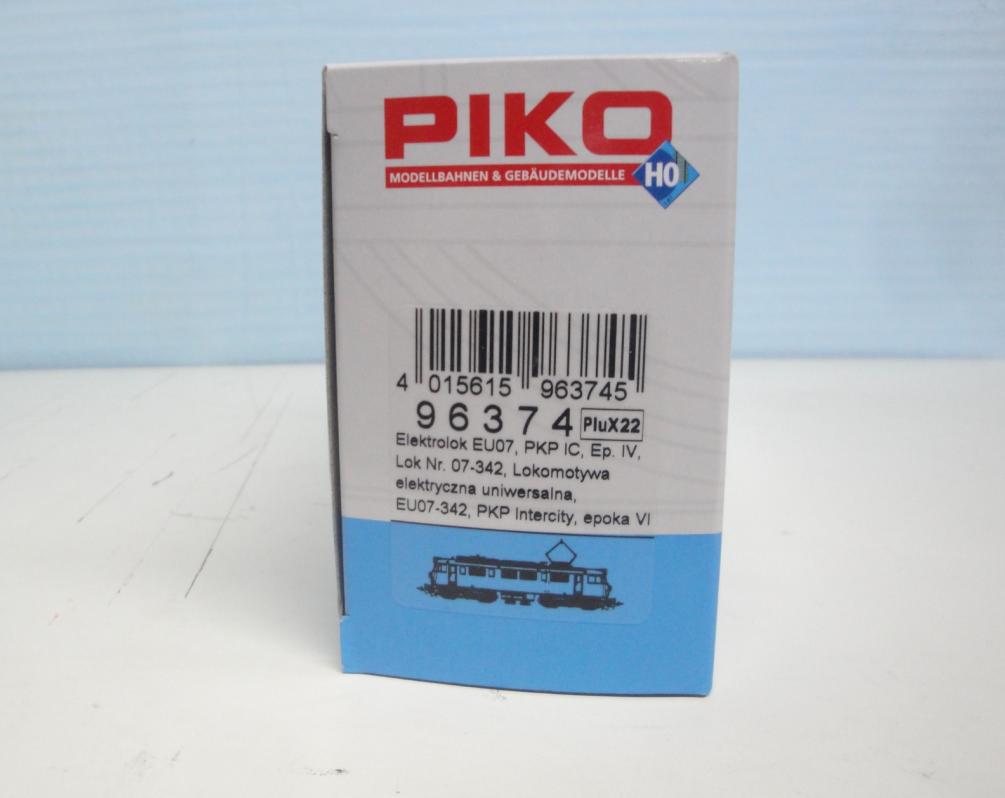 PIKO
MODELLBAHNEN & GEBÄUDEMODELLE
H0
4 015615 963745
96374 PluX22
Elektrolok EU07, PKP IC, Ep. IV,
Lok Nr. 07-342, Lokomotywa
elektryczna uniwersalna,
EU07-342, PKP Intercity, epoka VI